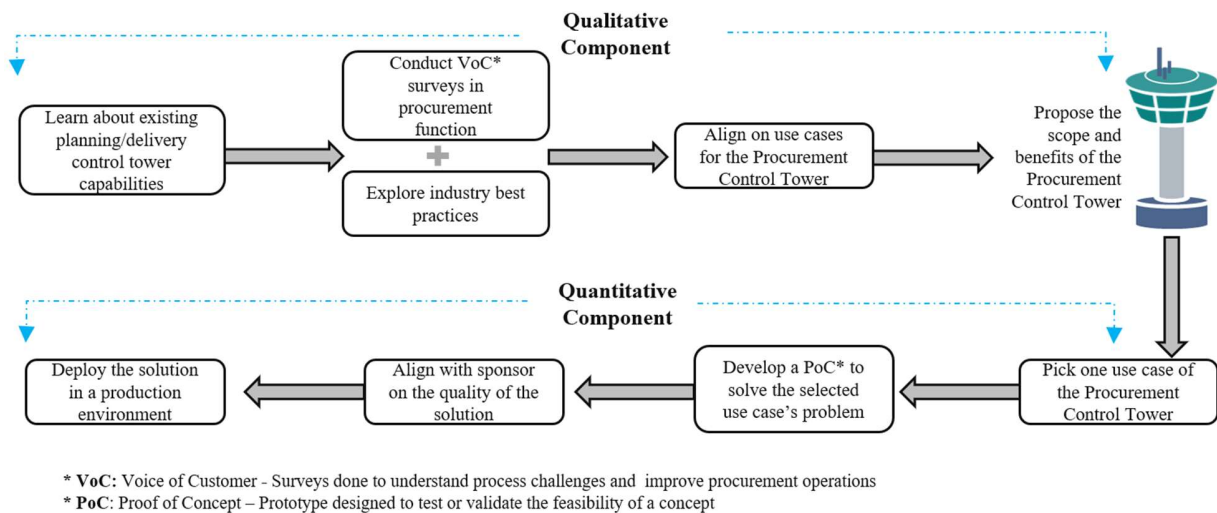 Qualitative
Component
Learn about existing
planning/delivery
control tower
capabilities
Conduct VoC*
surveys in
procurement
function
Explore industry best
practices
Align on use cases
for the Procurement
Control Tower
Propose the
scope and
benefits of the
Procurement
Control Tower
Quantitative
Component
Pick one use case of
the Procurement
Control Tower
Develop a PoC* to
solve the selected
use case’s problem
Align with sponsor
on the quality of the
solution
Deploy the solution
in a production
environment
* VoC: Voice of Customer - Surveys done to understand process challenges and improve procurement operations
* PoC: Proof of Concept – Prototype designed to test or validate the feasibility of a concept